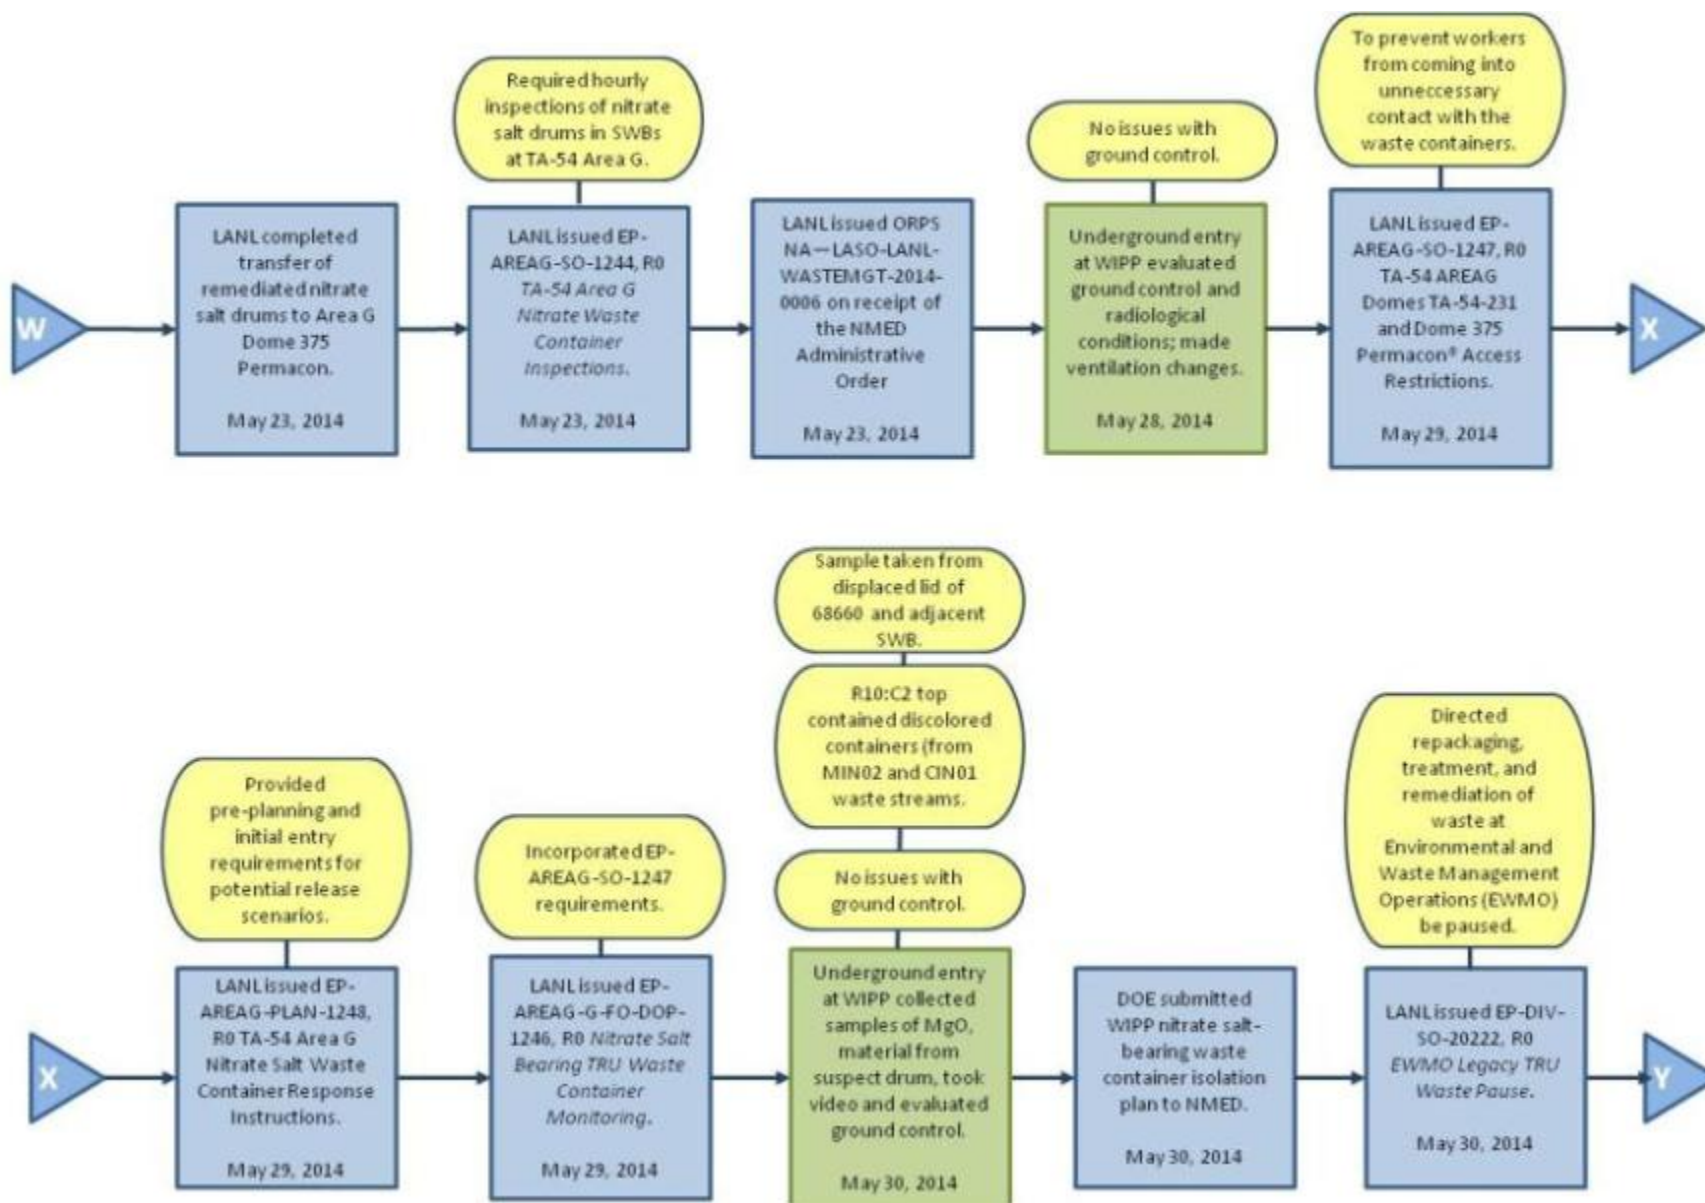 Required hourly
inspections of nitrate
salt drums in SWBs
at TA-54 Area G.
No issues with
ground control.
To prevent workers
from coming into
unneccessary
contact with the
waste containers.
W
LANL completed
transfer of
remediated nitrate
salt drums to Area G
Dome 375
Permacon.
May 23, 2014
LANL issued EP-
AREAG-SO-1244, R0
TA-54 Area G
Nitrate Waste
Container
Inspections.
May 23, 2014
LANL issued ORPS
NA—LASO-LANL-
WASTEMGT-2014-
0006 on receipt of
the NMED
Administrative
Order
May 23, 2014
Underground entry
at WIPP evaluated
ground control and
radiological
conditions; made
ventilation changes.
May 28, 2014
LANL issued EP-
AREAG-SO-1247, R0
TA-54 AREAG
Domes TA-54-231
and Dome 375
Permacon® Access
Restrictions.
May 29, 2014
X
Provided
pre-planning and
initial entry
requirements for
potential release
scenarios.
Incorporated EP-
AREAG-SO-1247
requirements.
Sample taken from
displaced lid of
68660 and adjacent
SWB.
R10:C2 top
contained discolored
containers (from
MIN02 and CIN01
waste streams.
No issues with
ground control.
Directed
repackaging,
treatment, and
remediation of
waste at
Environmental and
Waste Management
Operations (EWMO)
be paused.
X
LANL issued EP-
AREAG-PLAN-1248,
R0 TA-54 Area G
Nitrate Salt Waste
Container Response
Instructions.
May 29, 2014
LANL issued EP-
AREAG-G-FO-DOP-
1246, R0 Nitrate Salt
Bearing TRU Waste
Container
Monitoring.
May 29, 2014
Underground entry
at WIPP collected
samples of MgO,
material from
suspect drum, took
video and evaluated
ground control.
May 30, 2014
DOE submitted
WIPP nitrate salt-
bearing waste
container isolation
plan to NMED.
May 30, 2014
LANL issued EP-DIV-
SO-20222, R0
EWMO Legacy TRU
Waste Pause.
May 30, 2014
Y